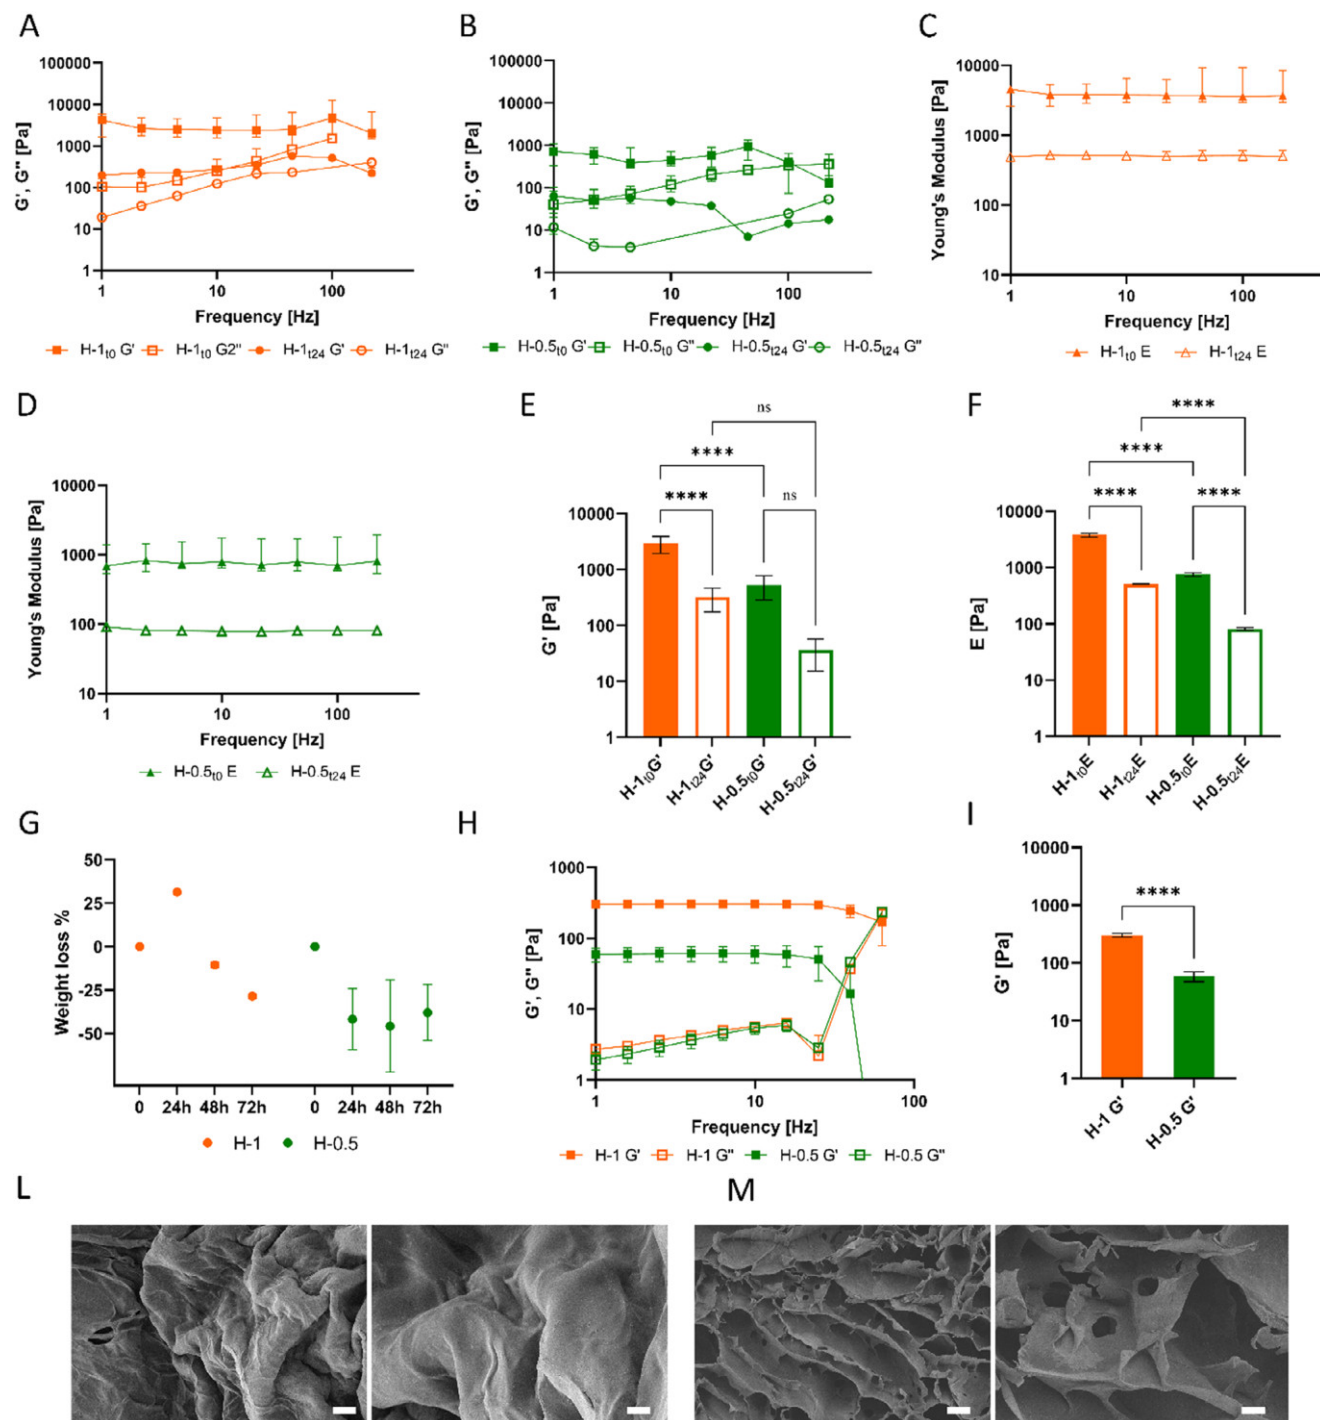 A
G', G'' [Pa]
100000
10000
1000
100
10
1
1
10
100
Frequency [Hz]
H-1t0 G'
H-1t0 G2''
H-1t24 G'
H-1t24 G''
B
G', G'' [Pa]
100000
10000
1000
100
10
1
1
10
100
Frequency [Hz]
H-0.5t0 G'
H-0.5t0 G''
H-0.5t24 G'
H-0.5t24 G''
C
Young's Modulus [Pa]
10000
1000
100
10
1
10
100
Frequency [Hz]
H-1t0 E
H-1t24 E
D
Young's Modulus [Pa]
10000
1000
100
10
1
10
100
Frequency [Hz]
H-0.5t0 E
H-0.5t24 E
E
ns
****
****
ns
G' [Pa]
10000
1000
100
10
1
H-1t0G'
H-1t24G'
H-0.5t0G'
H-0.5t24G'
F
****
****
****
****
E [Pa]
10000
1000
100
10
1
H-1t0E
H-1t24E
H-0.5t0E
H-0.5t24E
G
Weight loss %
50
25
0
-25
-50
0
24h
48h
72h
0
24h
48h
72h
H-1
H-0.5
H
G', G'' [Pa]
1000
100
10
1
1
10
100
Frequency [Hz]
H-1 G'
H-1 G''
H-0.5 G'
H-0.5 G''
I
****
G' [Pa]
10000
1000
100
10
1
H-1 G'
H-0.5 G'
L
M